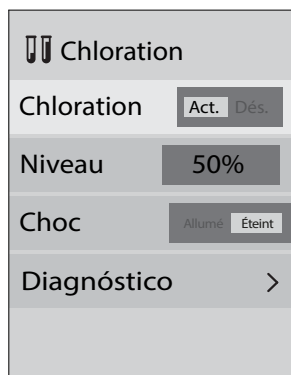 Chloration
Chloration Act. Dés.
Niveau 50%
Choc Allumé Éteint
Diagnóstico >